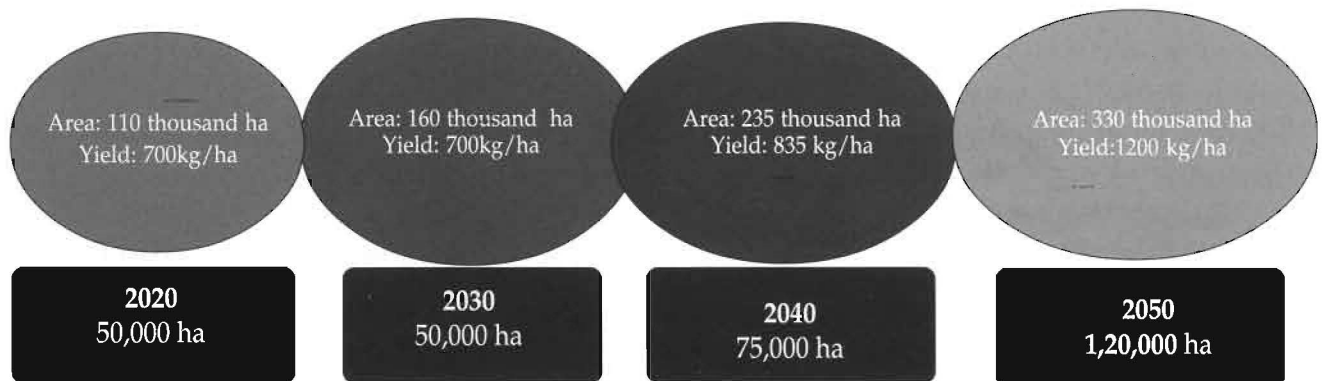 Area: 110 thousand ha
Yield: 700kg/ha
Area: 160 thousand ha
Yield: 700kg/ha
Area: 235 thousand ha
Yield: 835 kg/ha
Area: 330 thousand ha
Yield:1200 kg/ha
2020
50,000 ha
2030
50,000 ha
2040
75,000 ha
2050
1,20,000 ha